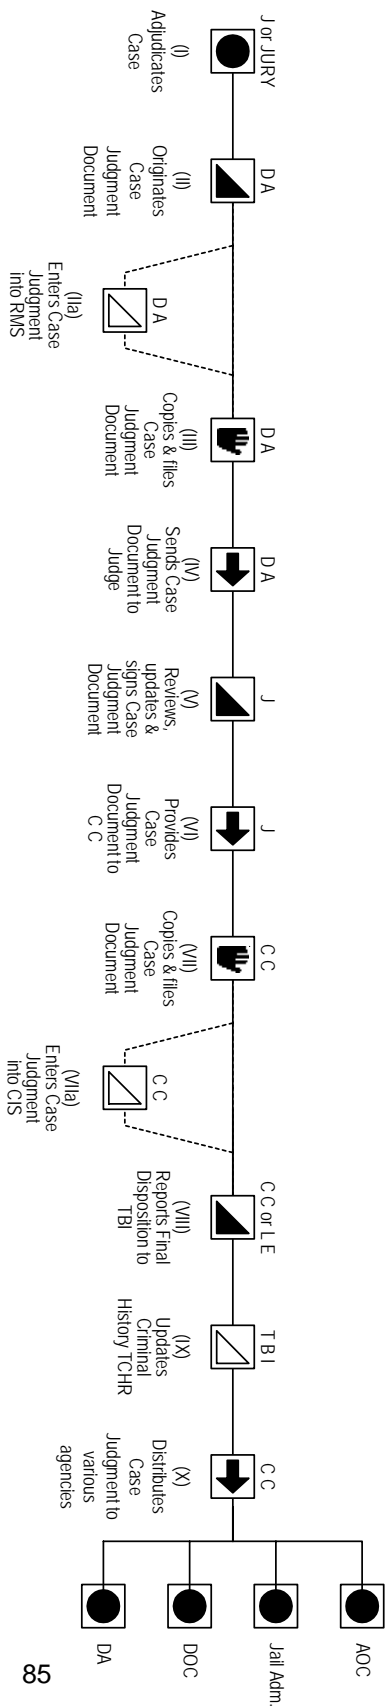 J or JURY
(I)
Adjudicates
Case
D A
(II)
Originates
Case
Judgment
Document
D A
(IIa)
Enters Case
Judgment
into RMS
D A
(III)
Copies & files
Case
Judgment
Document
D A
(IV)
Sends Case
Judgment
Document to
Judge
J
(V)
Reviews,
updates &
signs Case
Judgment
Document
J
(VI)
Provides
Case
Judgment
Document to
C C
C C
(VII)
Copies & files
Case
Judgment
Document
C C
(VIIa)
Enters Case
Judgment
into CIS
C C or L E
(VIII)
Reports Final
Disposition to
TBI
T B I
(IX)
Updates
Criminal
History TCHR
C C
(X)
Distributes
Case
Judgment to
various
agencies
AOC
Jail Adm.
DOC
DA
85